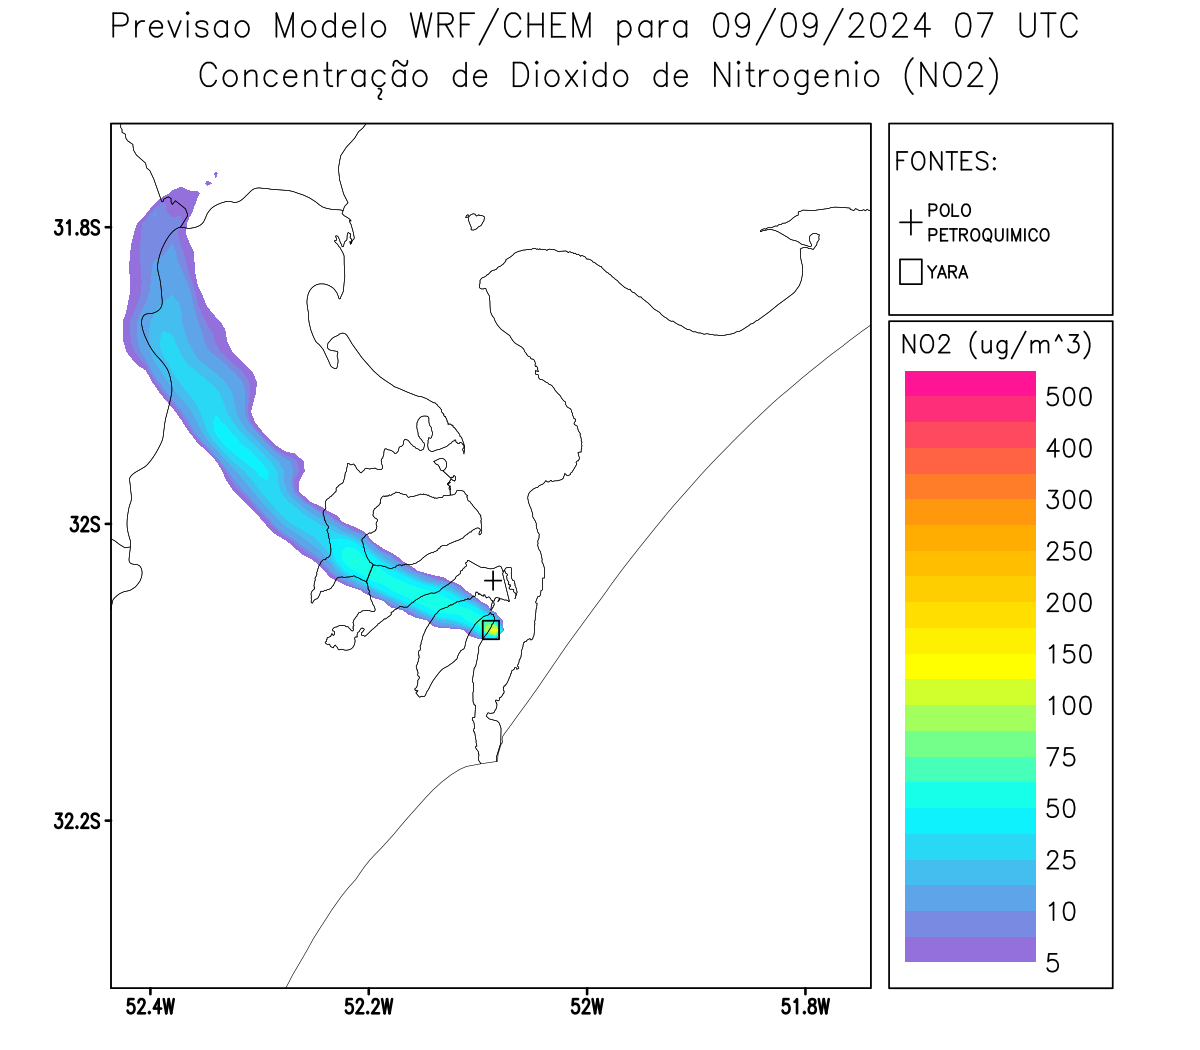 Previsao Modelo WRF/CHEM para 09/09/2024 07 UTC
Concentração de Dioxido de Nitrogenio (NO2)
31.8S
32S
32.2S
52.4W
52.2W
52W
51.8W
FONTES:
POLO
PETROQUIMICO
YARA
NO2 (ug/m^3)
500
400
300
250
200
150
100
75
50
25
10
5